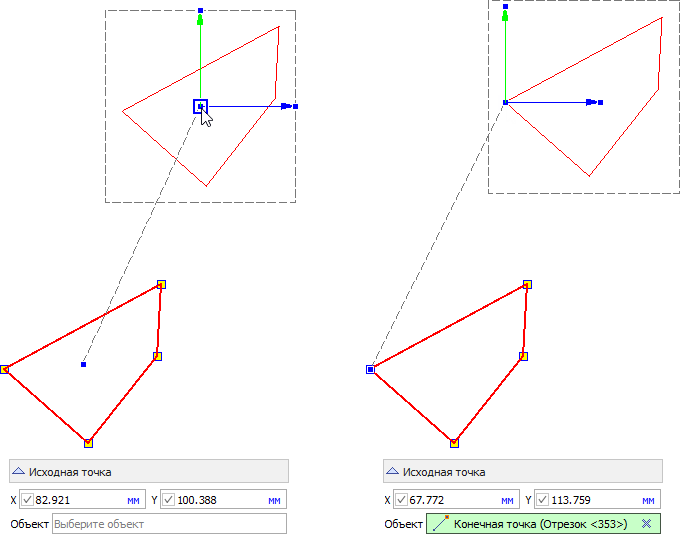 Исходная точка
X 82.921 мм Y 100.388 мм
Объект Выберите объект
Исходная точка
X 67.772 мм Y 113.759 мм
Объект Конечная точка (Отрезок <353>)